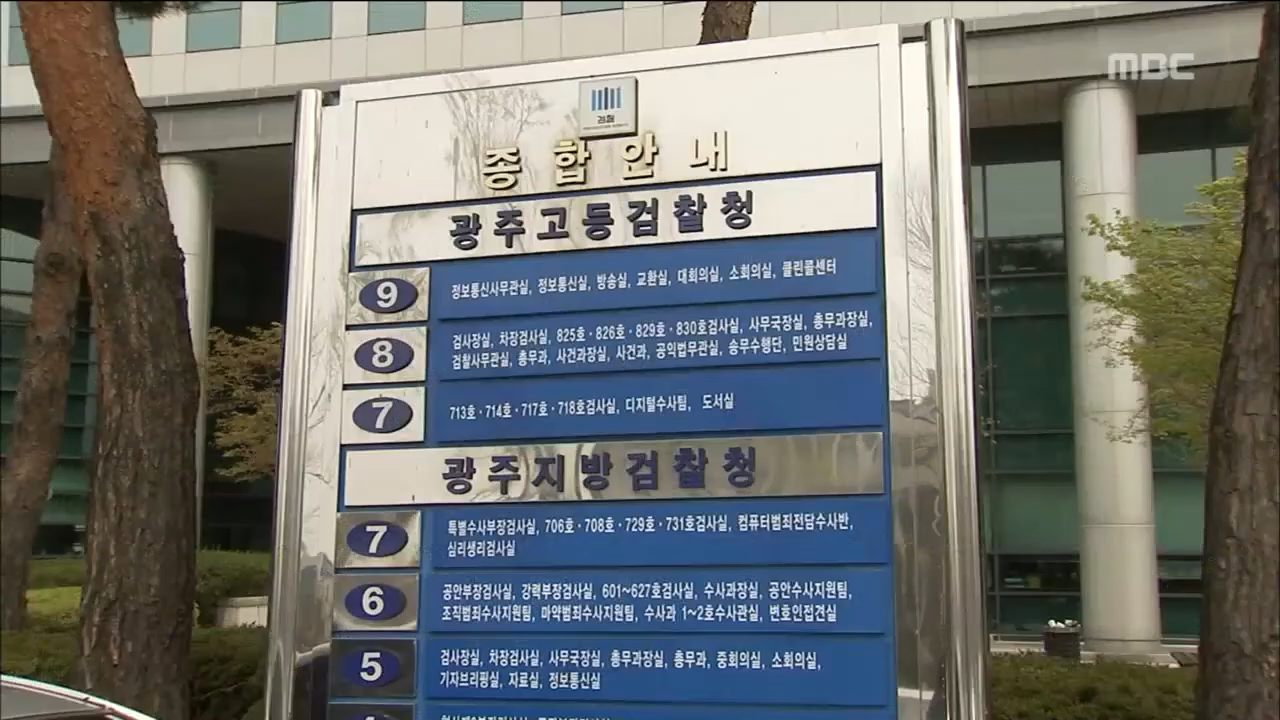 MBC
검찰
종합안내
광주고등검찰청
9
정보통신사무관실, 정보통신실, 방송실, 교환실, 대회의실, 소회의실, 클린콜센터
8
검사장실, 차장검사실, 825호·826호·829호·830호검사실, 사무국장실, 총무과장실,
검찰사무관실, 총무과, 사건과장실, 사건과, 공익법무관실, 송무수행단, 민원상담실
7
713호·714호·717호·718호검사실, 디지털수사팀, 도서실
광주지방검찰청
7
특별수사부장검사실, 706호·708호·729호·731호검사실, 컴퓨터범죄전담수사반,
심리생리검사실
6
공안부장검사실, 강력부장검사실, 601~627호검사실, 수사과장실, 공안수사지원팀,
조직범죄수사지원팀, 마약범죄수사지원팀, 수사과 1~2호수사관실, 변호인접견실
5
검사장실, 차장검사실, 사무국장실, 총무과장실, 총무과, 중회의실, 소회의실,
기자브리핑실, 자료실, 정보통신실